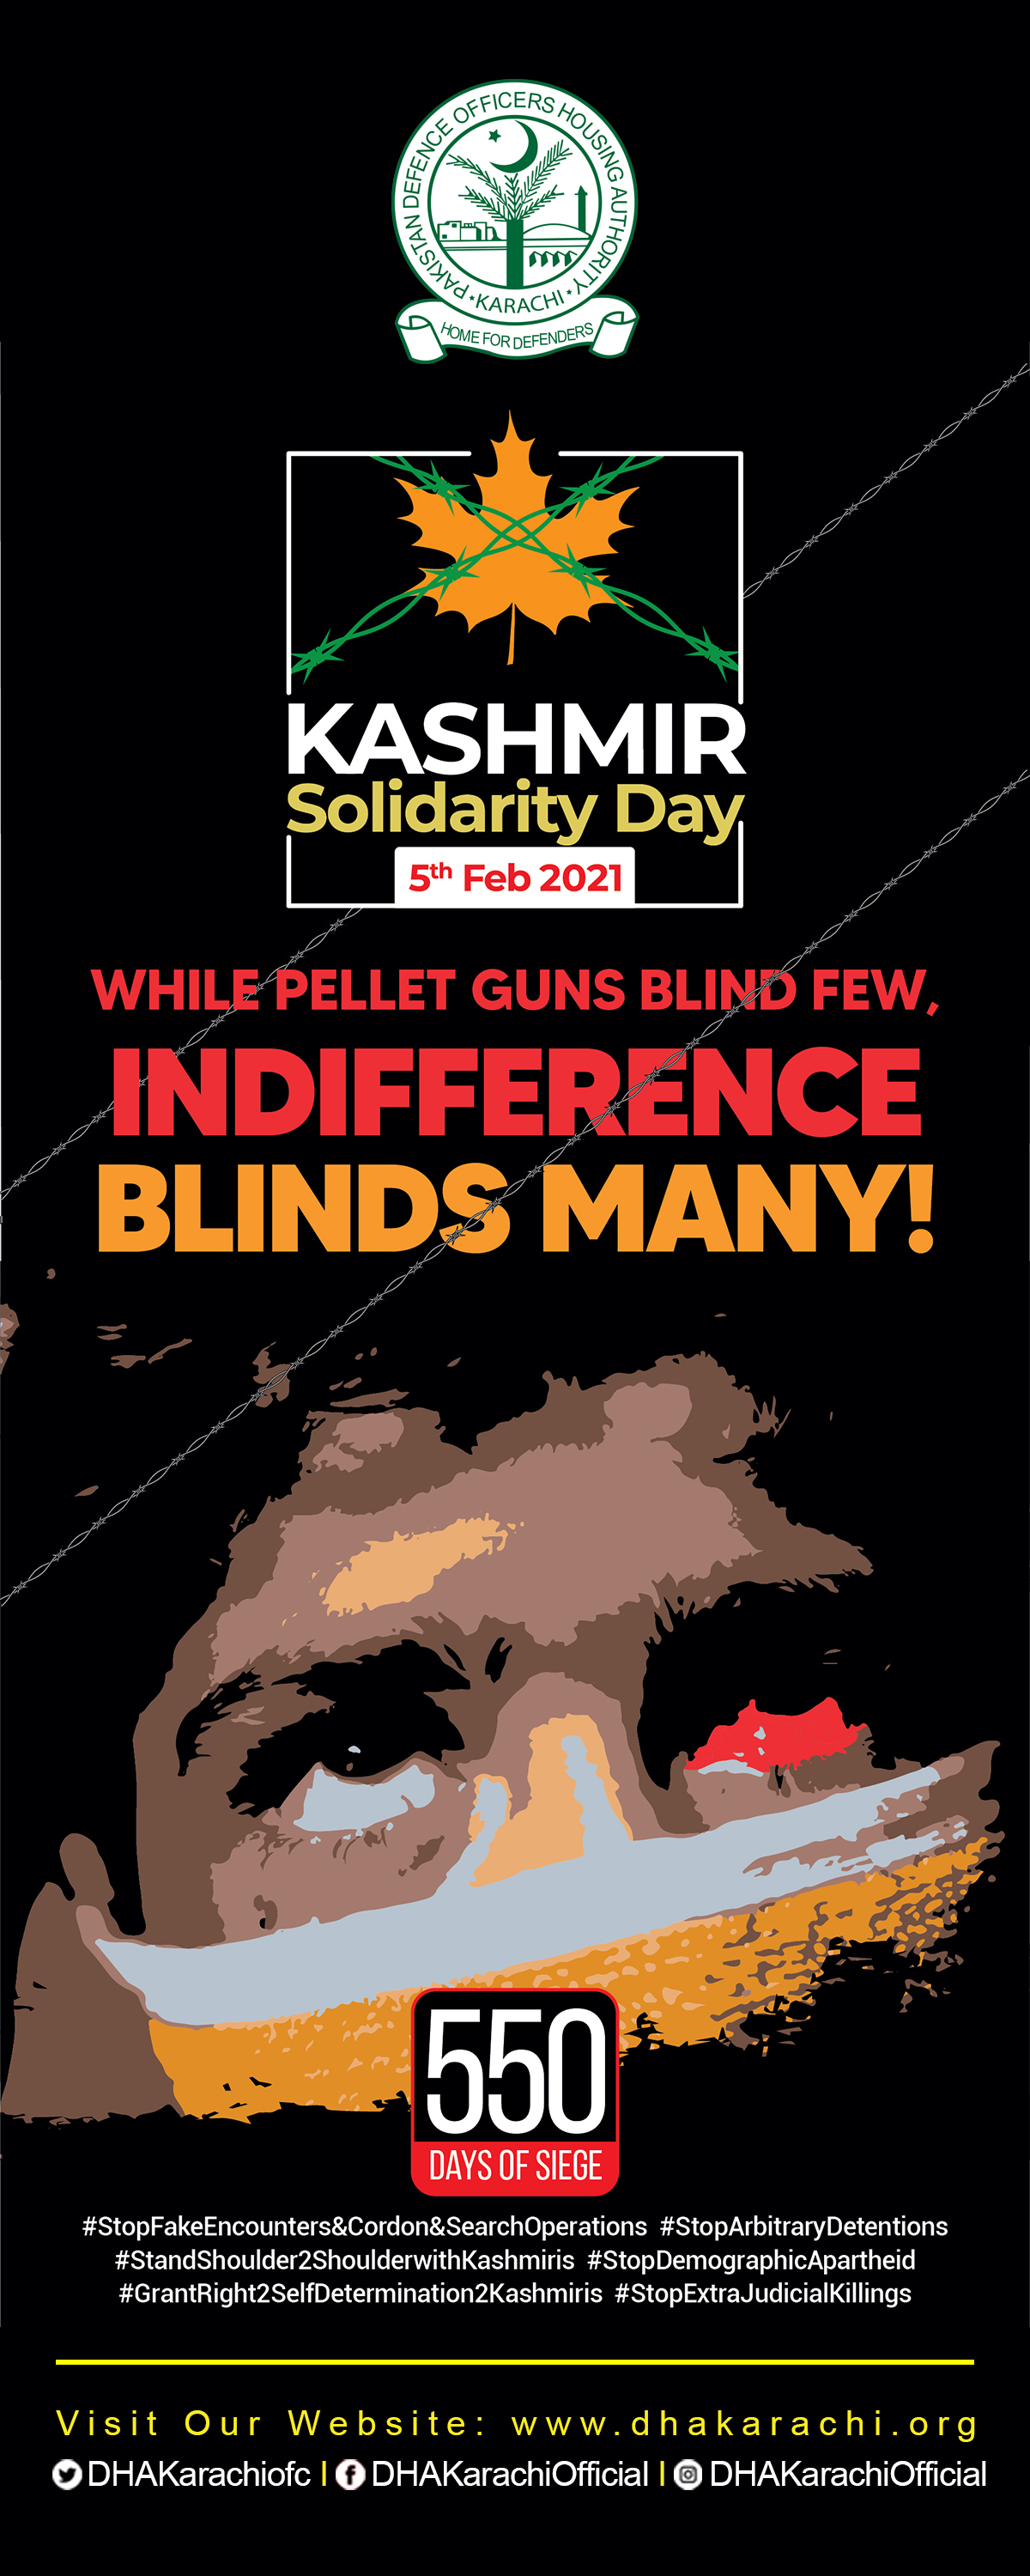 PAKISTAN DEFENCE OFFICERS HOUSING AUTHORITY
KARACHI
HOME FOR DEFENDERS
KASHMIR
Solidarity Day
5th Feb 2021
WHILE PELLET GUNS BLIND FEW,
INDIFFERENCE
BLINDS MANY!
550
DAYS OF SIEGE
#StopFakeEncounters&Cordon&SearchOperations #StopArbitraryDetentions
#StandShoulder2ShoulderwithKashmiris #StopDemographicApartheid
#GrantRight2SelfDetermination2Kashmiris #StopExtraJudicialKillings
Visit Our Website: www.dhakarachi.org
DHAKarachiofc I DHAKarachiOfficial I DHAKarachiOfficial